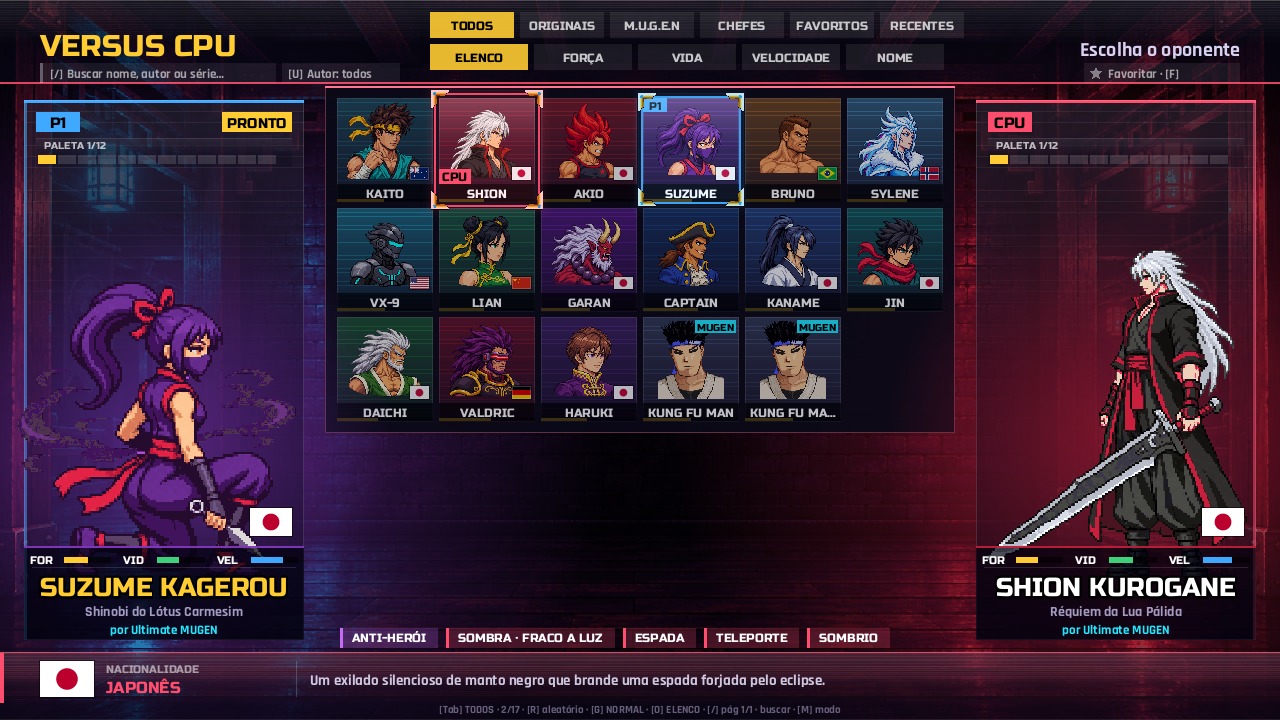 VERSUS CPU
[/] Buscar nome, autor ou série...
[U] Autor: todos
TODOS ORIGINAIS M.U.G.E.N CHEFES FAVORITOS RECENTES
ELENCO FORÇA VIDA VELOCIDADE NOME
Escolha o oponente
Favoritar · [F]
P1 PRONTO
PALETA 1/12
CPU
PALETA 1/12
P1
CPU
KAITO SHION AKIO SUZUME BRUNO SYLENE
VX-9 LIAN GARAN CAPTAIN KANAME JIN
MUGEN MUGEN
DAICHI VALDRIC HARUKI KUNG FU MAN KUNG FU MA...
FOR VID VEL
SUZUME KAGEROU
Shinobi do Lótus Carmesim
por Ultimate MUGEN
FOR VID VEL
SHION KUROGANE
Réquiem da Lua Pálida
por Ultimate MUGEN
ANTI-HERÓI SOMBRA · FRACO A LUZ ESPADA TELEPORTE SOMBRIO
NACIONALIDADE
JAPONÊS
Um exilado silencioso de manto negro que brande uma espada forjada pelo eclipse.
[Tab] TODOS · 2/17 · [R] aleatório · [G] NORMAL · [O] ELENCO · [/] pág 1/1 · buscar · [M] modo